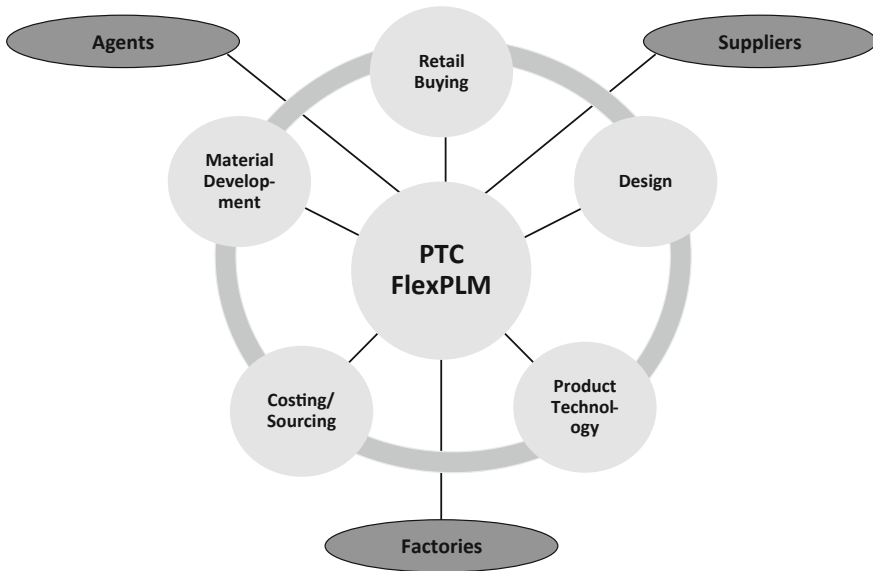 Agents
Suppliers
Retail
Buying
Material
Develop-
ment
Design
PTC
FlexPLM
Costing/
Sourcing
Product
Technol-
ogy
Factories